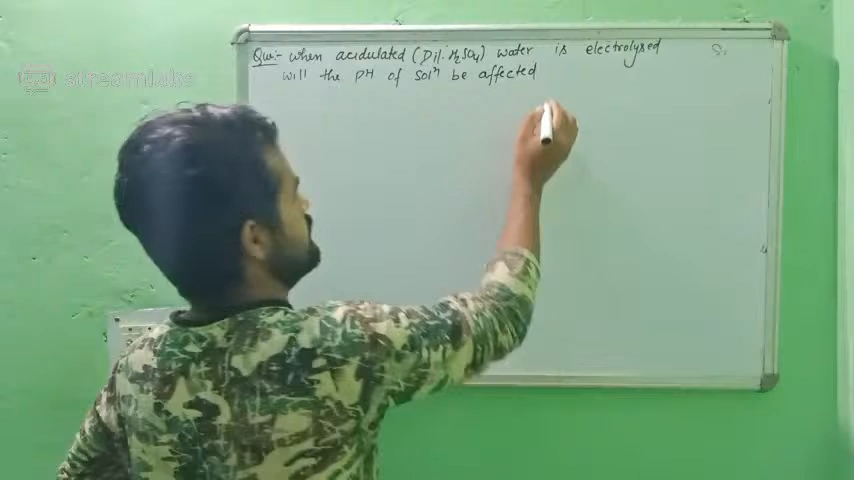 streamlabs
Que:- when acidulated (Dil. H₂SO₄) water is electrolysed
will the PH of Solⁿ be affected